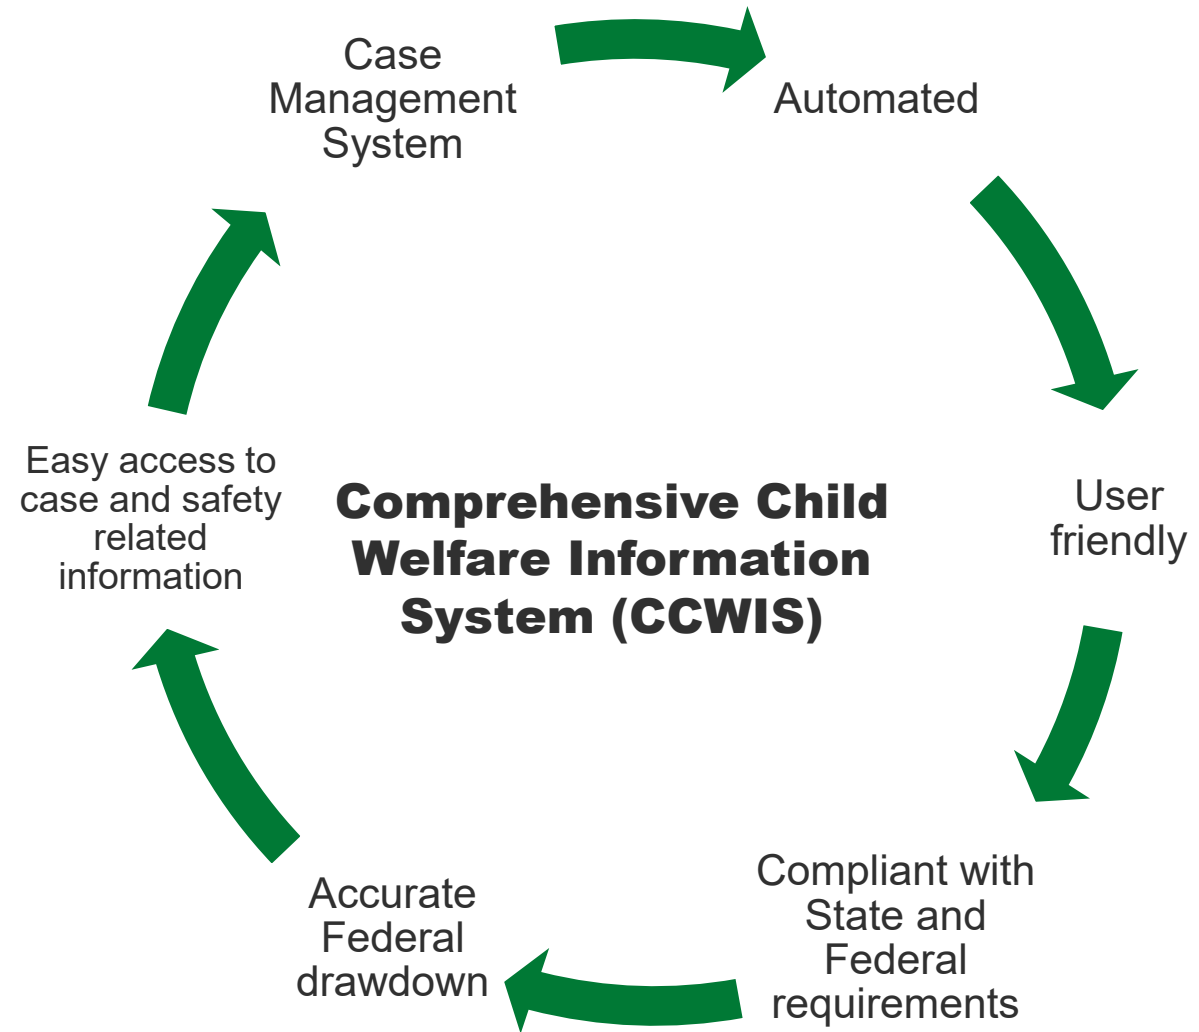 Case
Management
System
Automated
User
friendly
Compliant with
State and
Federal
requirements
Accurate
Federal
drawdown
Easy access to
case and safety
related
information
Comprehensive Child
Welfare Information
System (CCWIS)